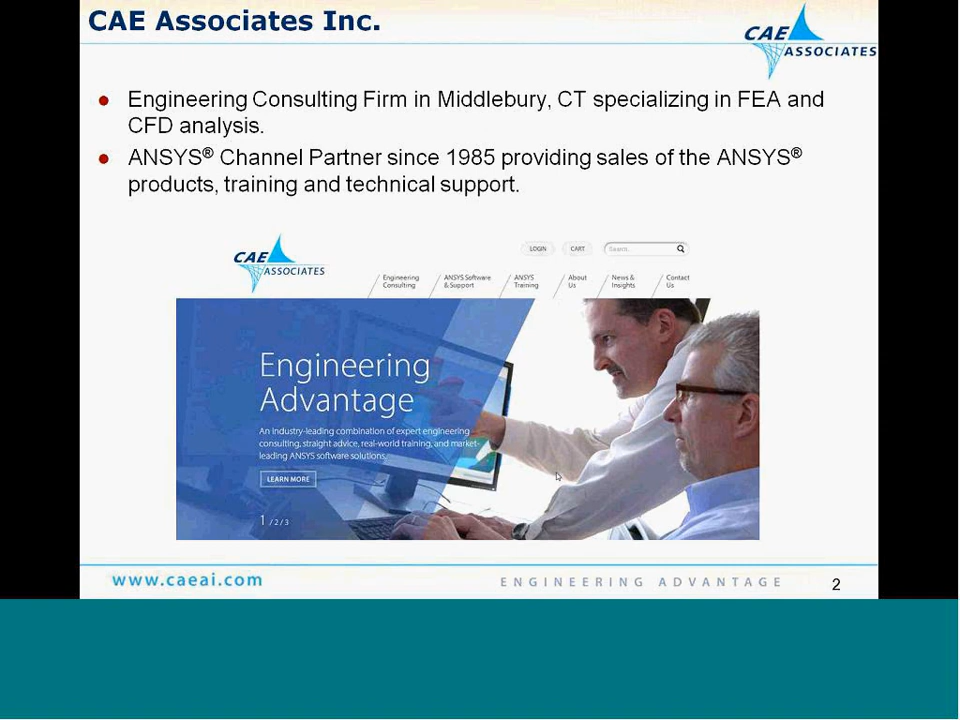 CAE Associates Inc.
CAE
ASSOCIATES
● Engineering Consulting Firm in Middlebury, CT specializing in FEA and
CFD analysis.
● ANSYS® Channel Partner since 1985 providing sales of the ANSYS®
products, training and technical support.
CAE
ASSOCIATES
LOGIN CART Search
Engineering ANSYS Software ANSYS About News & Contact
Consulting & Support Training Us Insights Us
Engineering
Advantage
An industry-leading combination of expert engineering
consulting, straight advice, real-world training, and market-
leading ANSYS software solutions.
LEARN MORE
1 / 2 / 3
www.caeai.com ENGINEERING ADVANTAGE 2